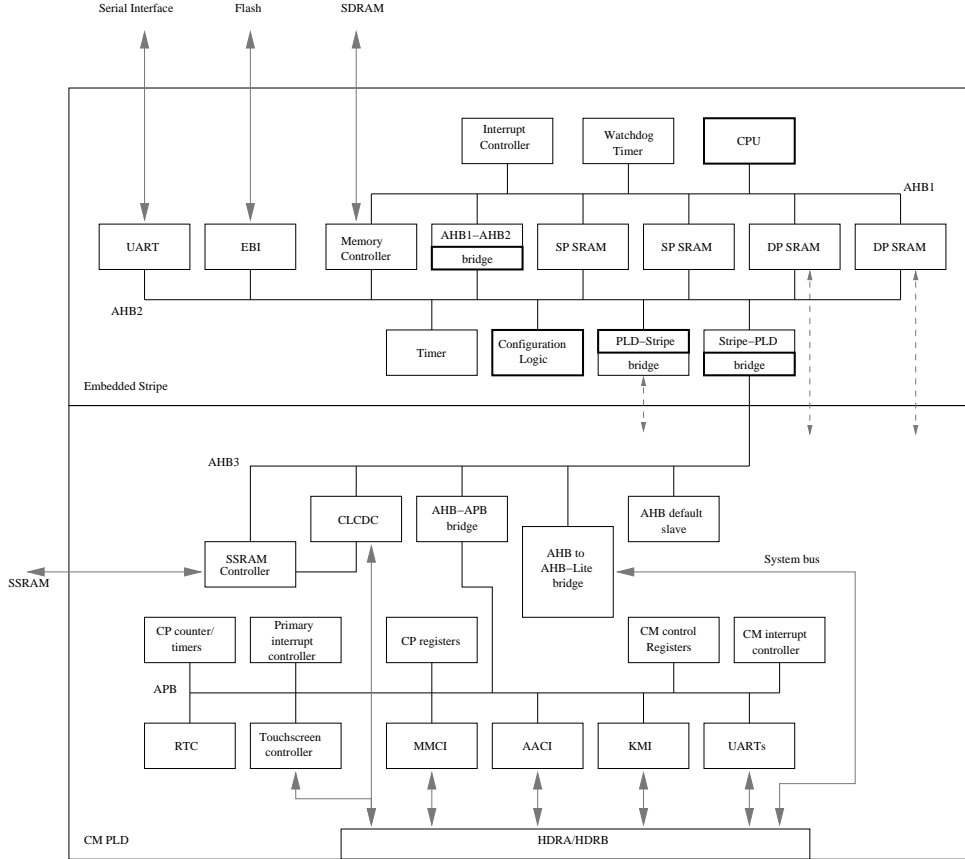 Serial Interface
Flash
SDRAM
Interrupt
Controller
Watchdog
Timer
CPU
AHB1
UART
EBI
Memory
Controller
AHB1–AHB2
bridge
SP SRAM
SP SRAM
DP SRAM
DP SRAM
AHB2
Timer
Configuration
Logic
PLD–Stripe
bridge
Stripe–PLD
bridge
Embedded Stripe
AHB3
CLCDC
AHB–APB
bridge
AHB default
slave
SSRAM
Controller
AHB to
AHB–Lite
bridge
System bus
SSRAM
CP counter/
timers
Primary
interrupt
controller
CP registers
CM control
Registers
CM interrupt
controller
APB
RTC
Touchscreen
controller
MMCI
AACI
KMI
UARTs
CM PLD
HDRA/HDRB